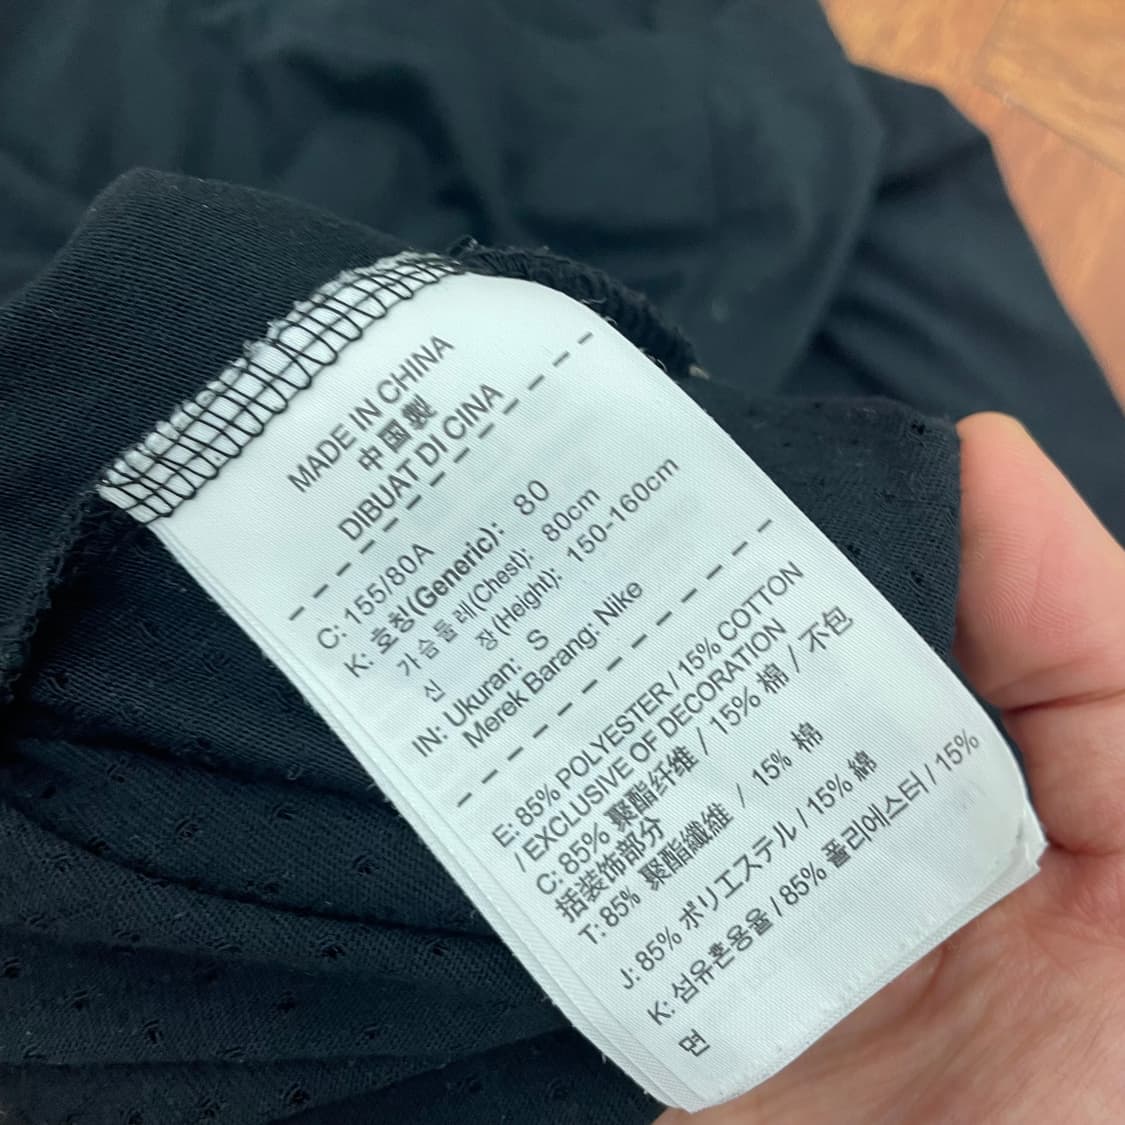 MADE IN CHINA
中国製
DIBUAT DI CINA
C: 155/80A
K: 호칭(Generic): 80
가슴둘레(Chest): 80cm
신 장(Height): 150-160cm
IN: Ukuran: S
Merek Barang: Nike
E: 85% POLYESTER / 15% COTTON
/ EXCLUSIVE OF DECORATION
C: 85% 聚酯纤维 / 15% 棉 / 不包
括装饰部分
T: 85% 聚酯纖維 / 15% 棉
J: 85% ポリエステル / 15% 綿
K: 섬유혼용율 / 85% 폴리에스터 / 15%
면